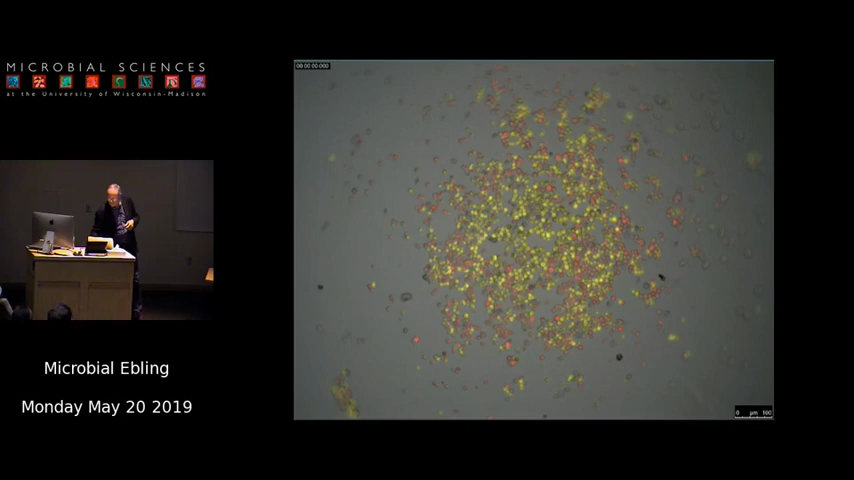 MICROBIAL SCIENCES
at the University of Wisconsin-Madison
Microbial Ebling
Monday May 20 2019
00:00:00.000
0 µm 100